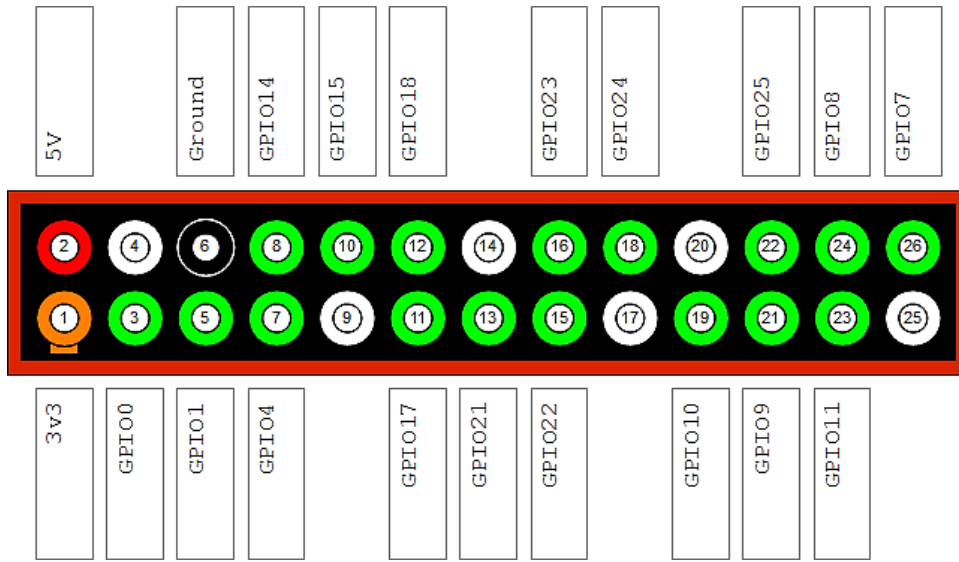 5V
Ground
GPIO14
GPIO15
GPIO18
GPIO23
GPIO24
GPIO25
GPIO8
GPIO7
2 4 6 8 10 12 14 16 18 20 22 24 26
1 3 5 7 9 11 13 15 17 19 21 23 25
3v3
GPIO0
GPIO1
GPIO4
GPIO17
GPIO21
GPIO22
GPIO10
GPIO9
GPIO11